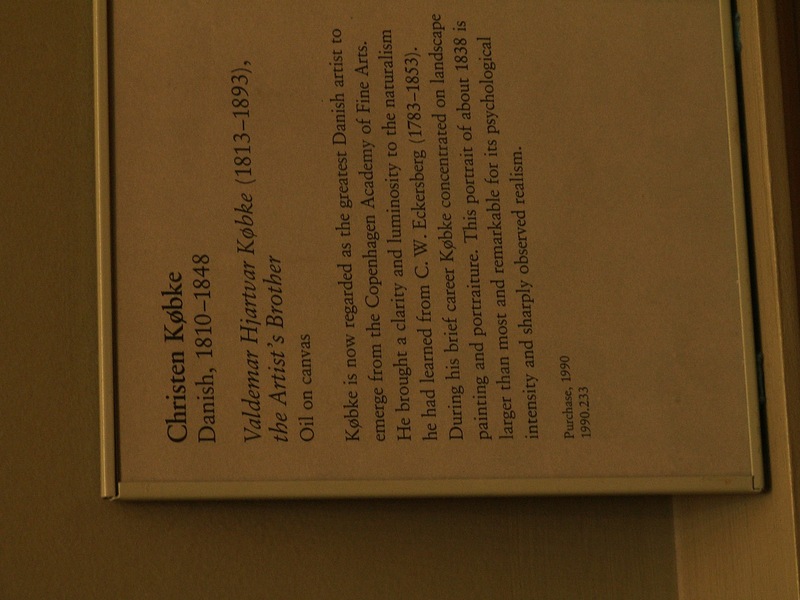 Christen Købke
Danish, 1810–1848
Valdemar Hjartvar Købke (1813–1893),
the Artist's Brother
Oil on canvas
Købke is now regarded as the greatest Danish artist to
emerge from the Copenhagen Academy of Fine Arts.
He brought a clarity and luminosity to the naturalism
he had learned from C. W. Eckersberg (1783–1853).
During his brief career Købke concentrated on landscape
painting and portraiture. This portrait of about 1838 is
larger than most and remarkable for its psychological
intensity and sharply observed realism.
Purchase, 1990
1990.233